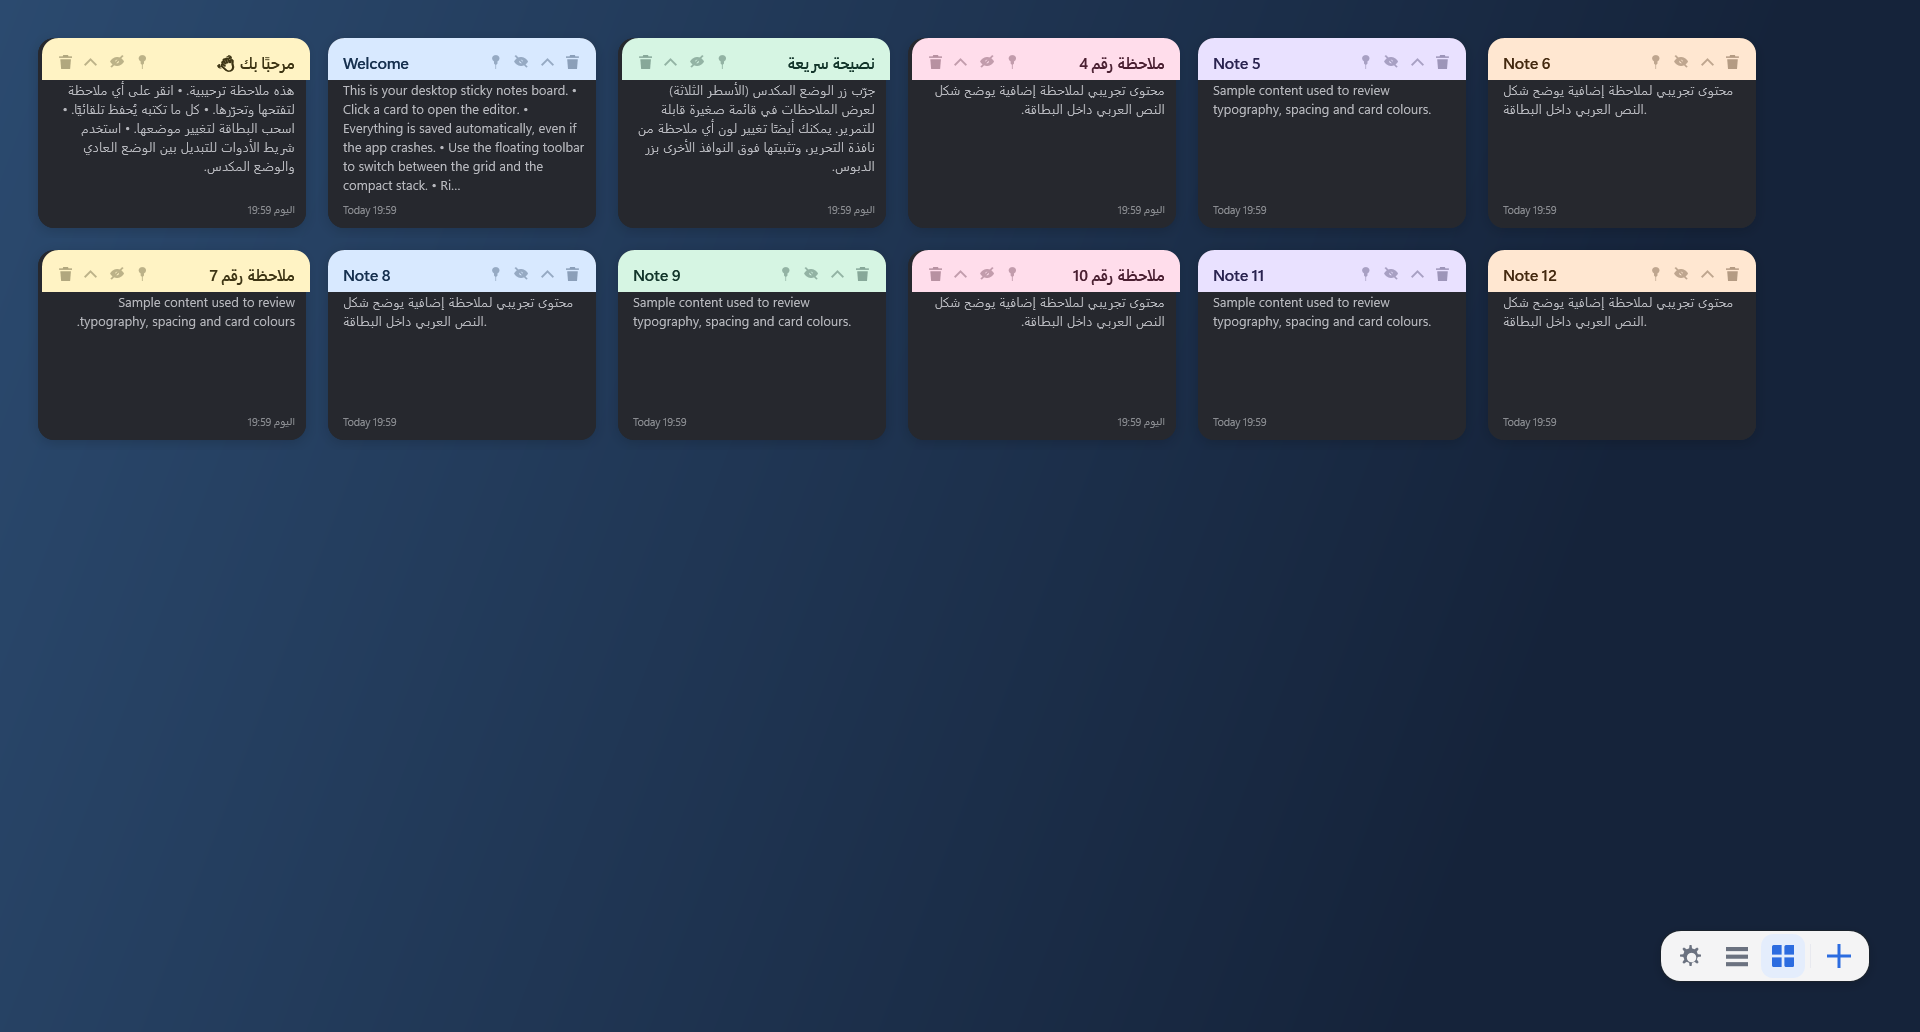 مرحبًا بك 👋
هذه ملاحظة ترحيبية. • انقر على أي ملاحظة
لتفتحها وتحرّرها. • كل ما تكتبه يُحفظ تلقائيًا. •
اسحب البطاقة لتغيير موضعها. • استخدم
شريط الأدوات للتبديل بين الوضع العادي
والوضع المكدس.
اليوم 19:59
Welcome
This is your desktop sticky notes board. •
Click a card to open the editor. •
Everything is saved automatically, even if
the app crashes. • Use the floating toolbar
to switch between the grid and the
compact stack. • Ri...
Today 19:59
نصيحة سريعة
جرّب زر الوضع المكدس (الأسطر الثلاثة)
لعرض الملاحظات في قائمة صغيرة قابلة
للتمرير. يمكنك أيضًا تغيير لون أي ملاحظة من
نافذة التحرير، وتثبيتها فوق النوافذ الأخرى بزر
الدبوس.
اليوم 19:59
ملاحظة رقم 4
محتوى تجريبي لملاحظة إضافية يوضح شكل
النص العربي داخل البطاقة.
اليوم 19:59
Note 5
Sample content used to review
typography, spacing and card colours.
Today 19:59
Note 6
محتوى تجريبي لملاحظة إضافية يوضح شكل
النص العربي داخل البطاقة.
Today 19:59
ملاحظة رقم 7
Sample content used to review
typography, spacing and card colours.
اليوم 19:59
Note 8
محتوى تجريبي لملاحظة إضافية يوضح شكل
النص العربي داخل البطاقة.
Today 19:59
Note 9
Sample content used to review
typography, spacing and card colours.
Today 19:59
ملاحظة رقم 10
محتوى تجريبي لملاحظة إضافية يوضح شكل
النص العربي داخل البطاقة.
اليوم 19:59
Note 11
Sample content used to review
typography, spacing and card colours.
Today 19:59
Note 12
محتوى تجريبي لملاحظة إضافية يوضح شكل
النص العربي داخل البطاقة.
Today 19:59